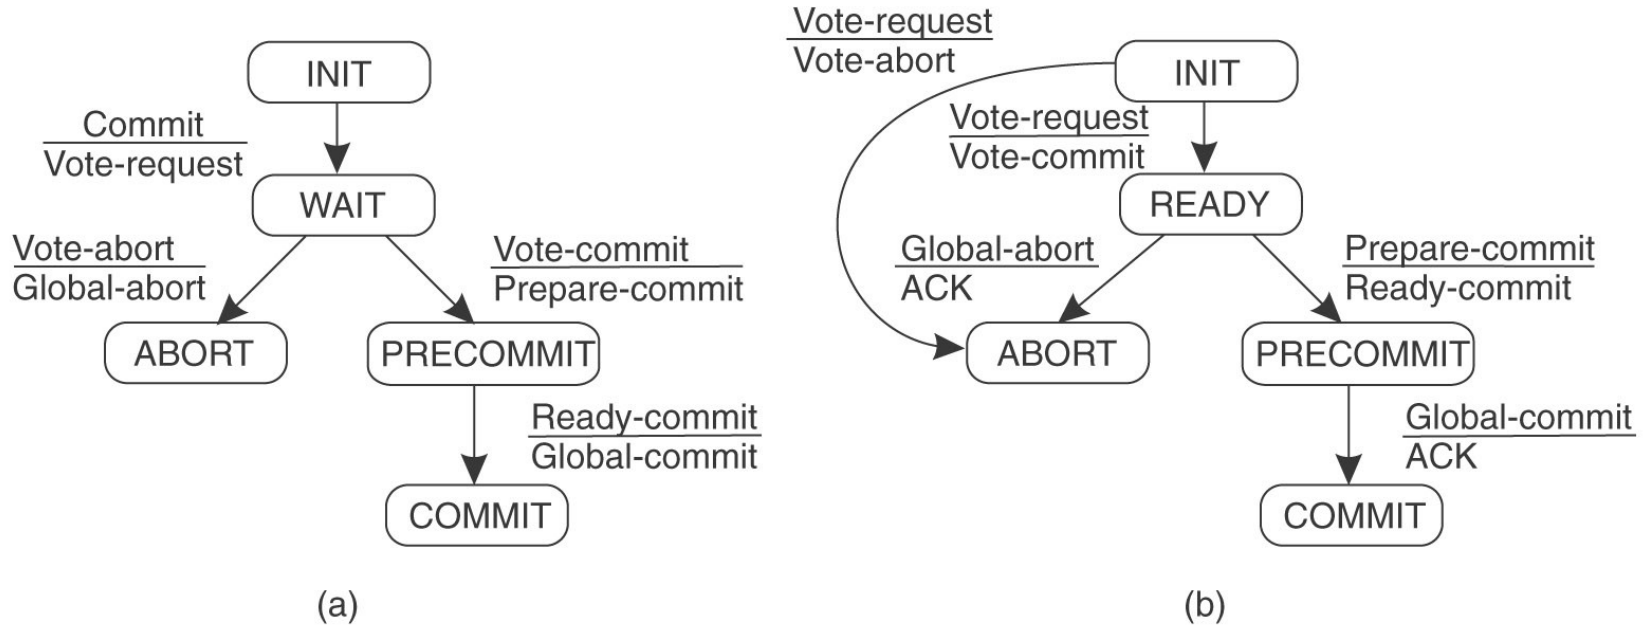 INIT
Commit
Vote-request
WAIT
Vote-abort
Global-abort
Vote-commit
Prepare-commit
ABORT
PRECOMMIT
Ready-commit
Global-commit
COMMIT
(a)
Vote-request
Vote-abort
INIT
Vote-request
Vote-commit
READY
Global-abort
ACK
Prepare-commit
Ready-commit
ABORT
PRECOMMIT
Global-commit
ACK
COMMIT
(b)